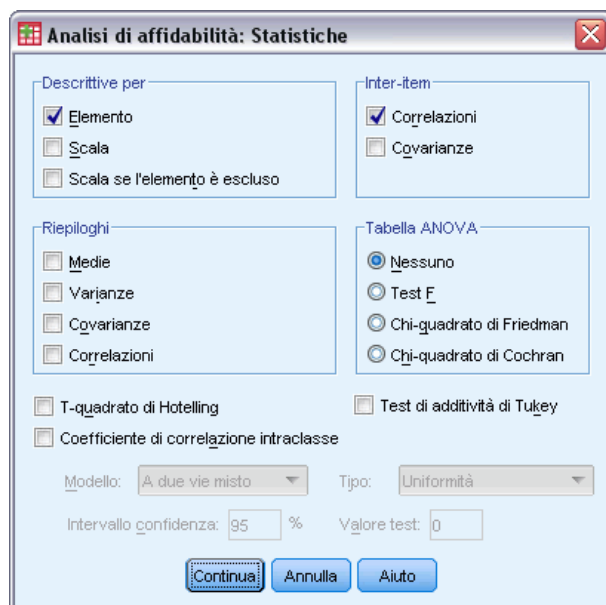 Analisi di affidabilità: Statistiche
Descrittive per
Elemento
Scala
Scala se l'elemento è escluso
Inter-item
Correlazioni
Covarianze
Riepiloghi
Medie
Varianze
Covarianze
Correlazioni
Tabella ANOVA
Nessuno
Test F
Chi-quadrato di Friedman
Chi-quadrato di Cochran
T-quadrato di Hotelling
Test di additività di Tukey
Coefficiente di correlazione intraclasse
Modello: A due vie misto Tipo: Uniformità
Intervallo confidenza: 95 % Valore test: 0
Continua Annulla Aiuto